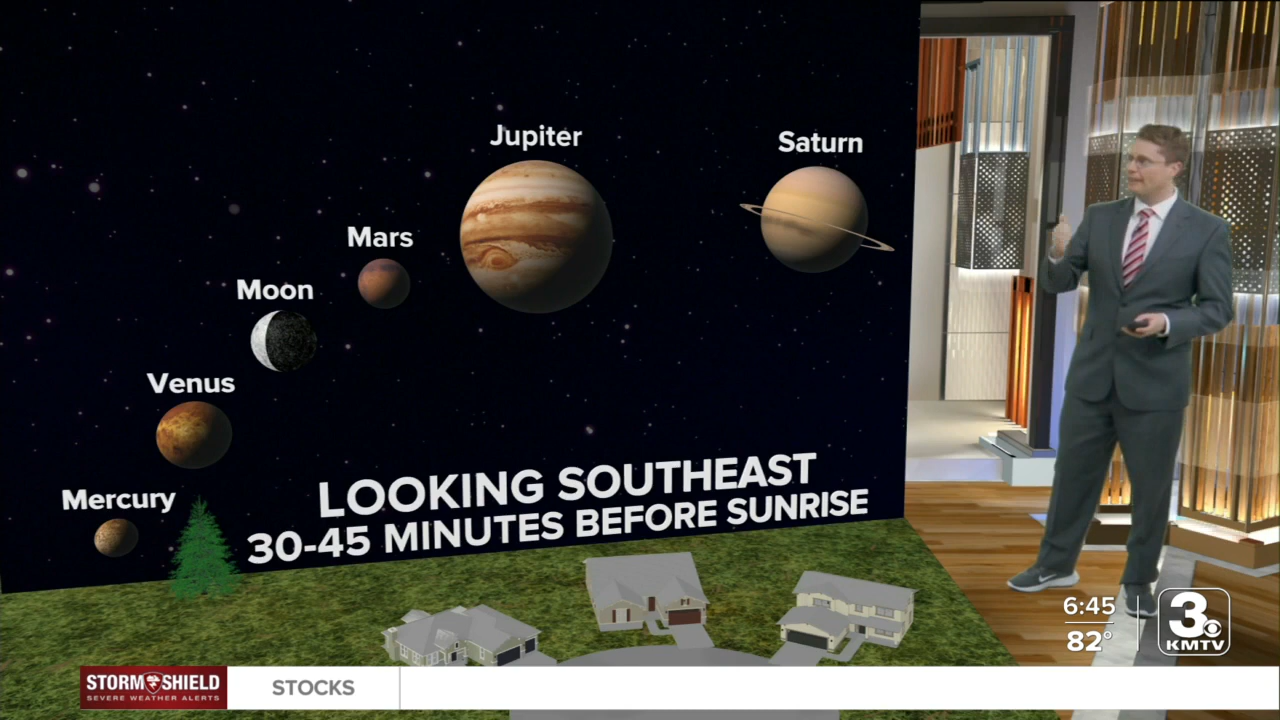 Jupiter
Saturn
Mars
Moon
Venus
Mercury
LOOKING SOUTHEAST
30-45 MINUTES BEFORE SUNRISE
6:45
82°
3
KMTV
STORM SHIELD
SEVERE WEATHER ALERTS
STOCKS